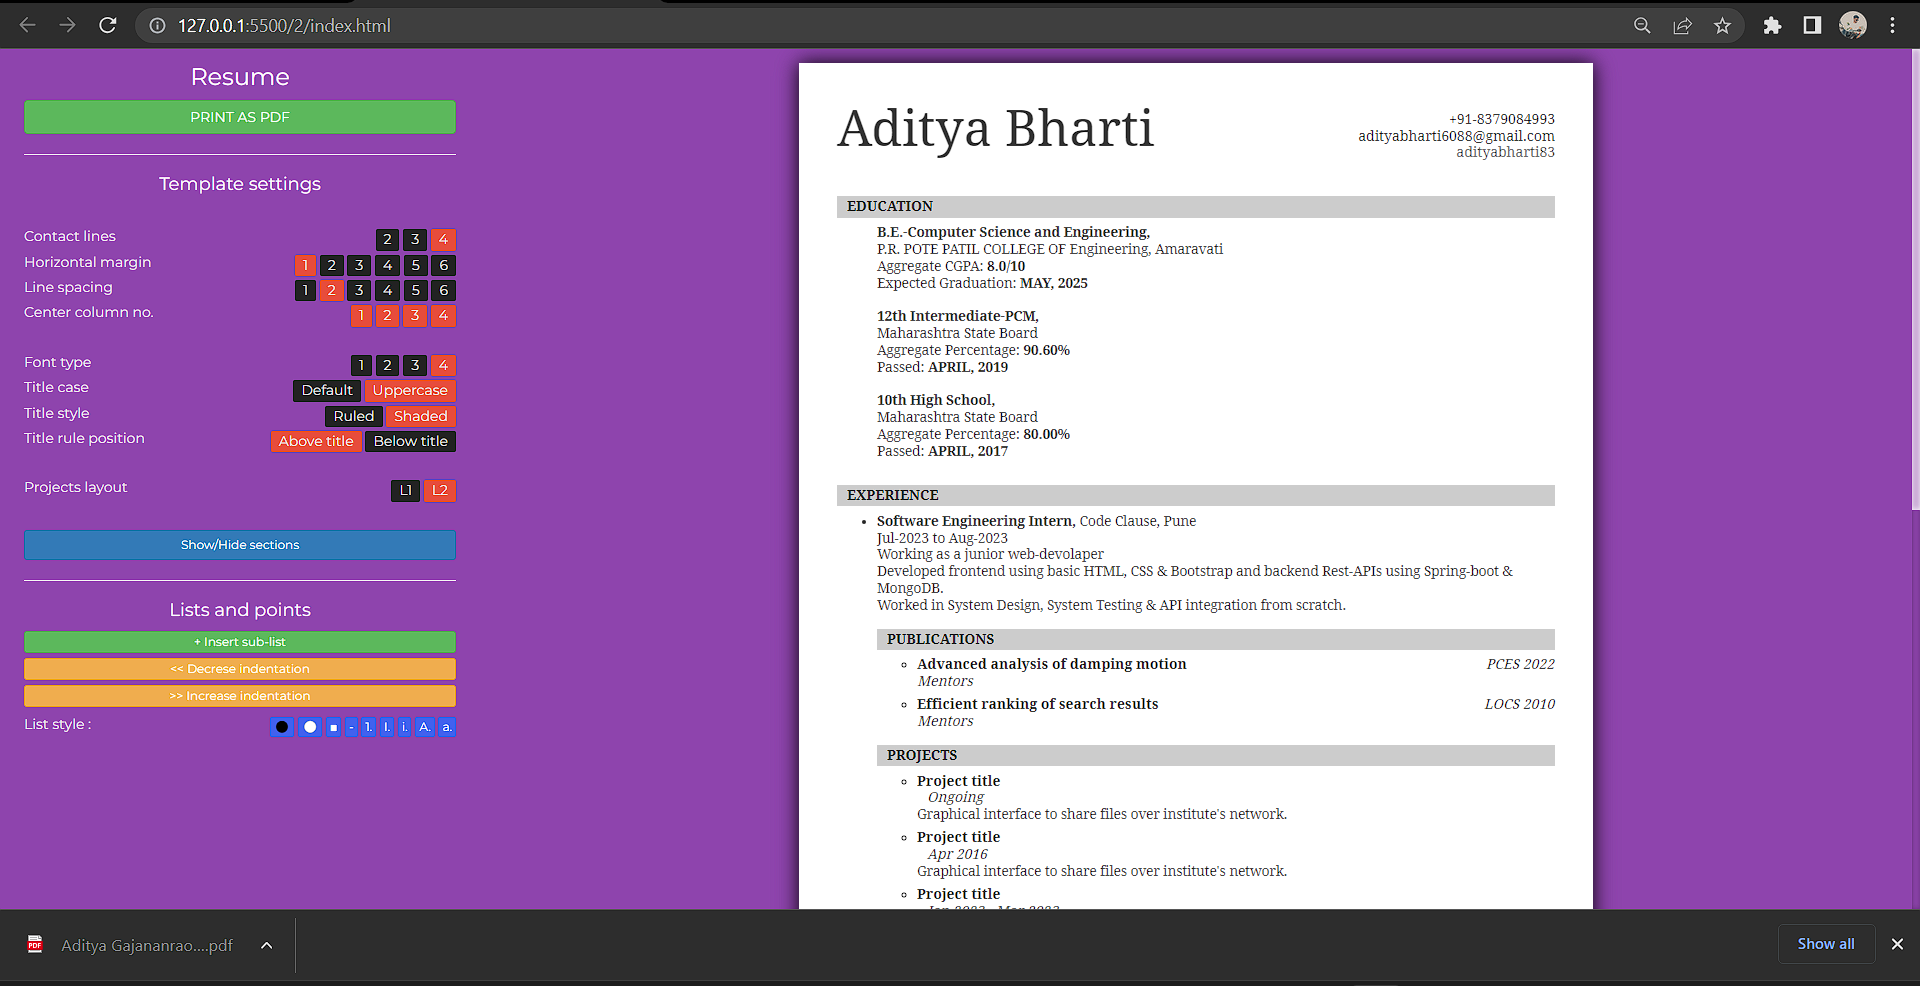 127.0.0.1:5500/2/index.html
Resume
PRINT AS PDF
Template settings
Contact lines 2 3 4
Horizontal margin 1 2 3 4 5 6
Line spacing 1 2 3 4 5 6
Center column no. 1 2 3 4
Font type 1 2 3 4
Title case Default Uppercase
Title style Ruled Shaded
Title rule position Above title Below title
Projects layout L1 L2
Show/Hide sections
Lists and points
+ Insert sub-list
<< Decrese indentation
>> Increase indentation
List style : - 1. I. i. A. a.
Aditya Bharti
+91-8379084993
adityabharti6088@gmail.com
adityabharti83
EDUCATION
B.E.-Computer Science and Engineering,
P.R. POTE PATIL COLLEGE OF Engineering, Amaravati
Aggregate CGPA: 8.0/10
Expected Graduation: MAY, 2025
12th Intermediate-PCM,
Maharashtra State Board
Aggregate Percentage: 90.60%
Passed: APRIL, 2019
10th High School,
Maharashtra State Board
Aggregate Percentage: 80.00%
Passed: APRIL, 2017
EXPERIENCE
• Software Engineering Intern, Code Clause, Pune
Jul-2023 to Aug-2023
Working as a junior web-devolaper
Developed frontend using basic HTML, CSS & Bootstrap and backend Rest-APIs using Spring-boot &
MongoDB.
Worked in System Design, System Testing & API integration from scratch.
PUBLICATIONS
Advanced analysis of damping motion PCES 2022
Mentors
Efficient ranking of search results LOCS 2010
Mentors
PROJECTS
Project title
Ongoing
Graphical interface to share files over institute's network.
Project title
Apr 2016
Graphical interface to share files over institute's network.
Project title
Aditya Gajananrao....pdf
Show all